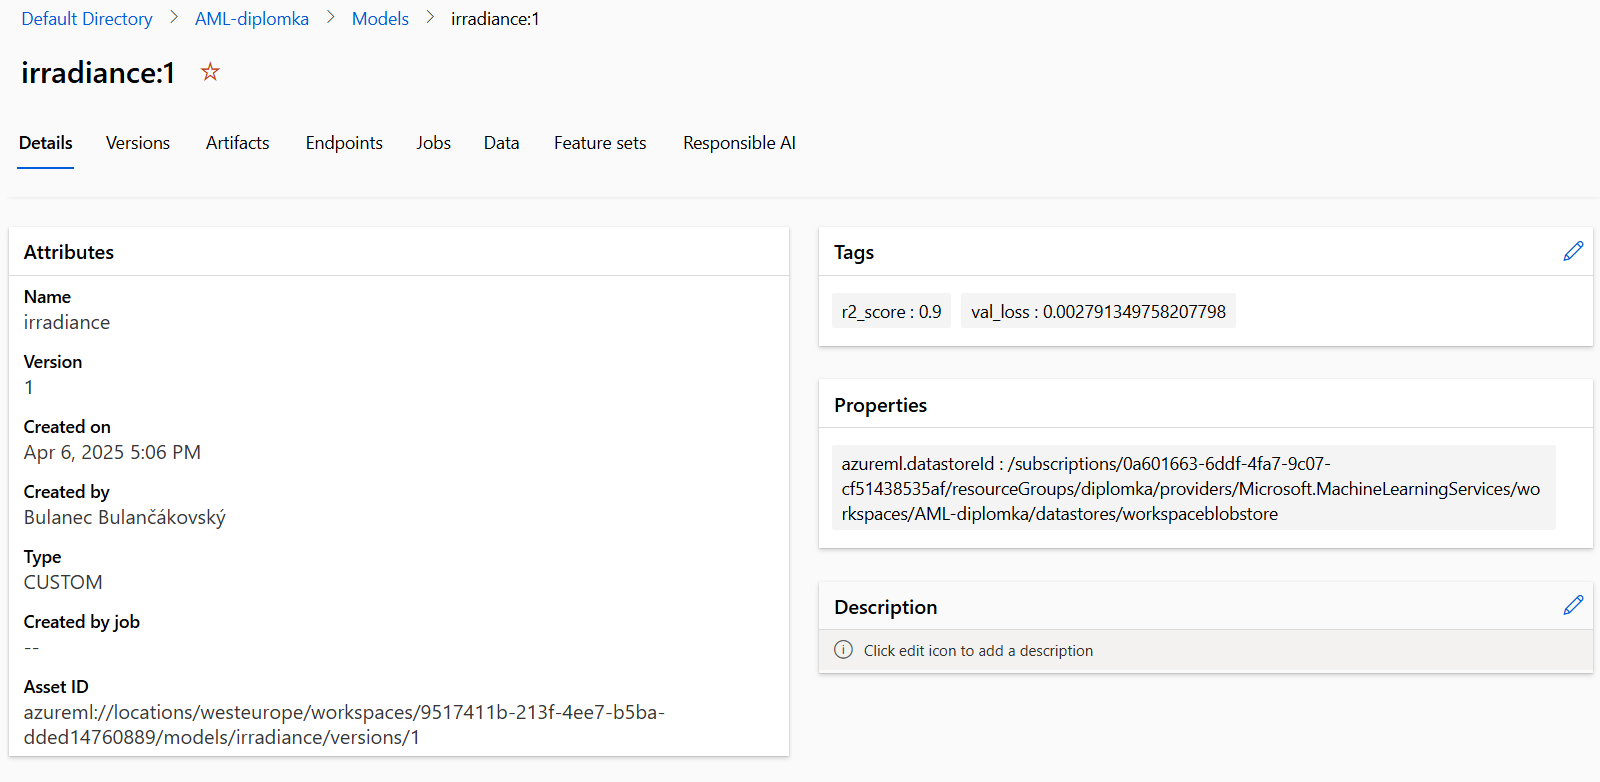 Default Directory > AML-diplomka > Models > irradiance:1
irradiance:1
Details Versions Artifacts Endpoints Jobs Data Feature sets Responsible AI
Attributes
Name
irradiance
Version
1
Created on
Apr 6, 2025 5:06 PM
Created by
Bulanec Bulančákovský
Type
CUSTOM
Created by job
--
Asset ID
azureml://locations/westeurope/workspaces/9517411b-213f-4ee7-b5ba-
dded14760889/models/irradiance/versions/1
Tags
r2_score : 0.9 val_loss : 0.002791349758207798
Properties
azureml.datastoreId : /subscriptions/0a601663-6ddf-4fa7-9c07-
cf51438535af/resourceGroups/diplomka/providers/Microsoft.MachineLearningServices/wo
rkspaces/AML-diplomka/datastores/workspaceblobstore
Description
Click edit icon to add a description